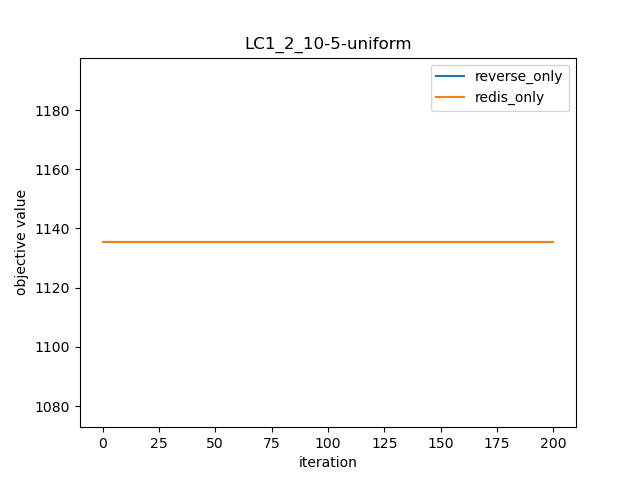 LC1_2_10-5-uniform
reverse_only
redis_only
objective value
1180
1160
1140
1120
1100
1080
0 25 50 75 100 125 150 175 200
iteration